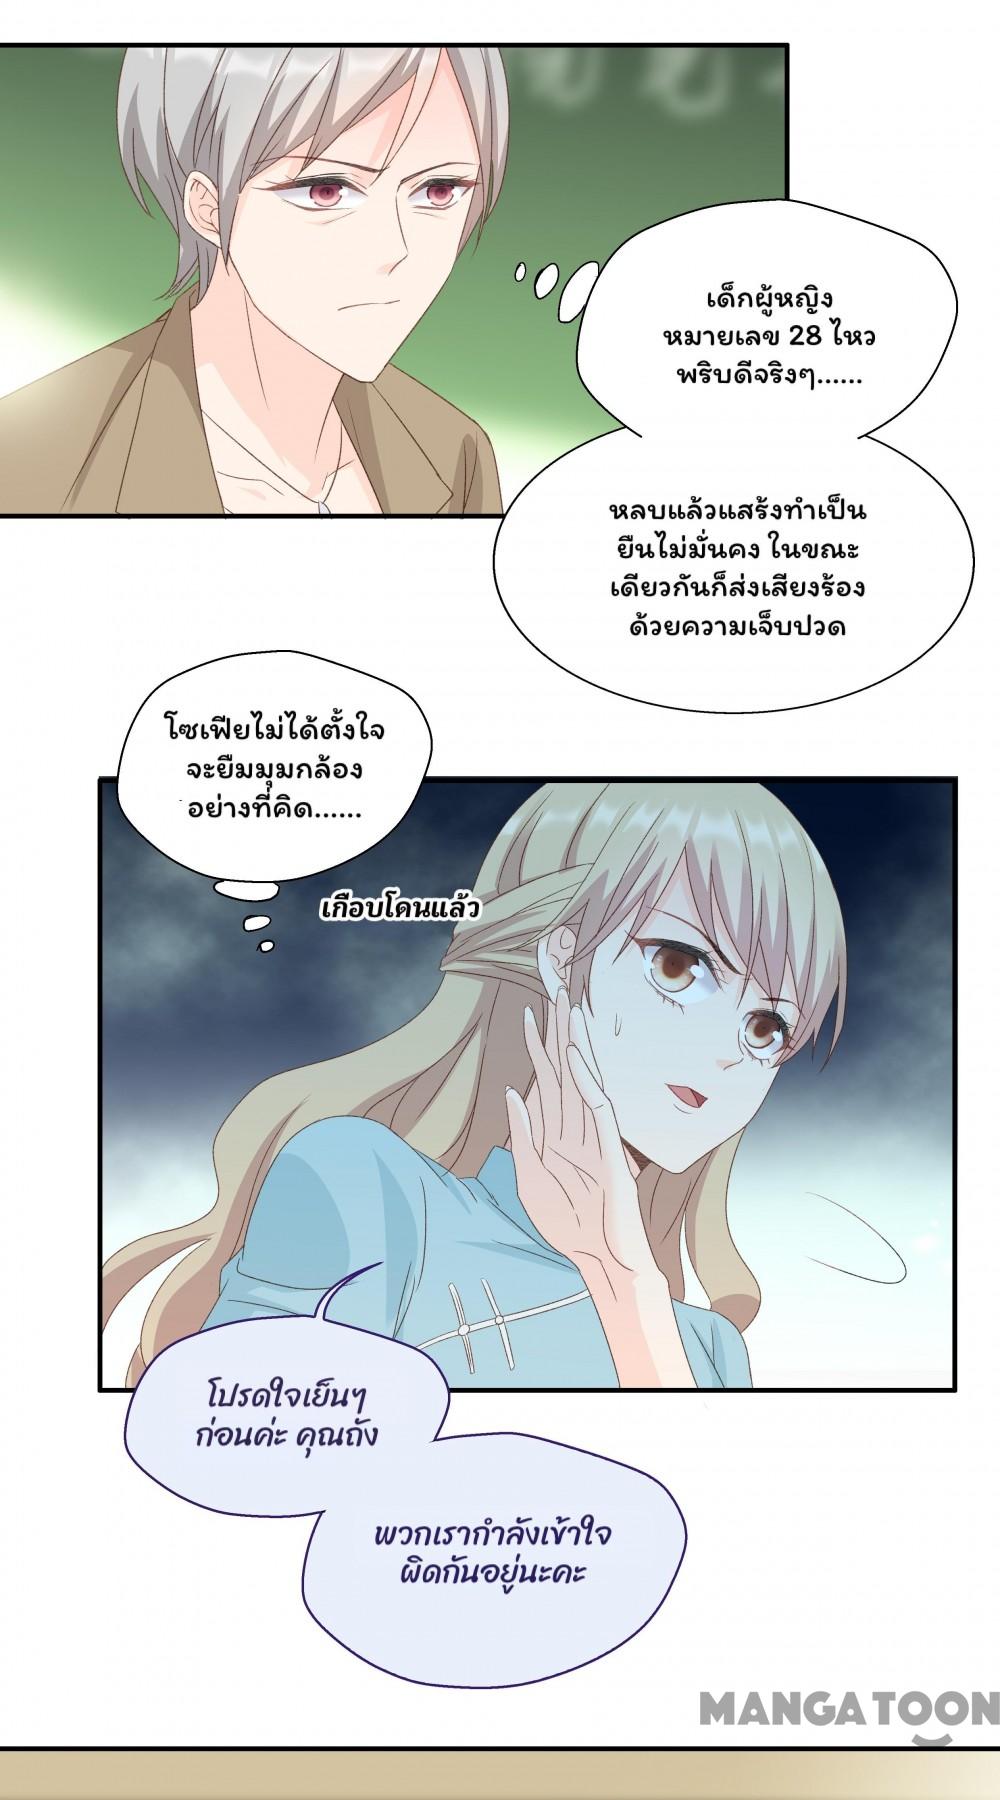 เด็กผู้หญิง
หมายเลข 28 ไหว
พริบดีจริงๆ......
หลบแล้วแสร้งทำเป็น
ยืนไม่มั่นคง ในขณะ
เดียวกันก็ส่งเสียงร้อง
ด้วยความเจ็บปวด
โซเฟียไม่ได้ตั้งใจ
จะยืมมุมกล้อง
อย่างที่คิด......
เกือบโดนแล้ว
โปรดใจเย็นๆ
ก่อนค่ะ คุณถัง
พวกเรากำลังเข้าใจ
ผิดกันอยู่นะคะ
MANGATOON